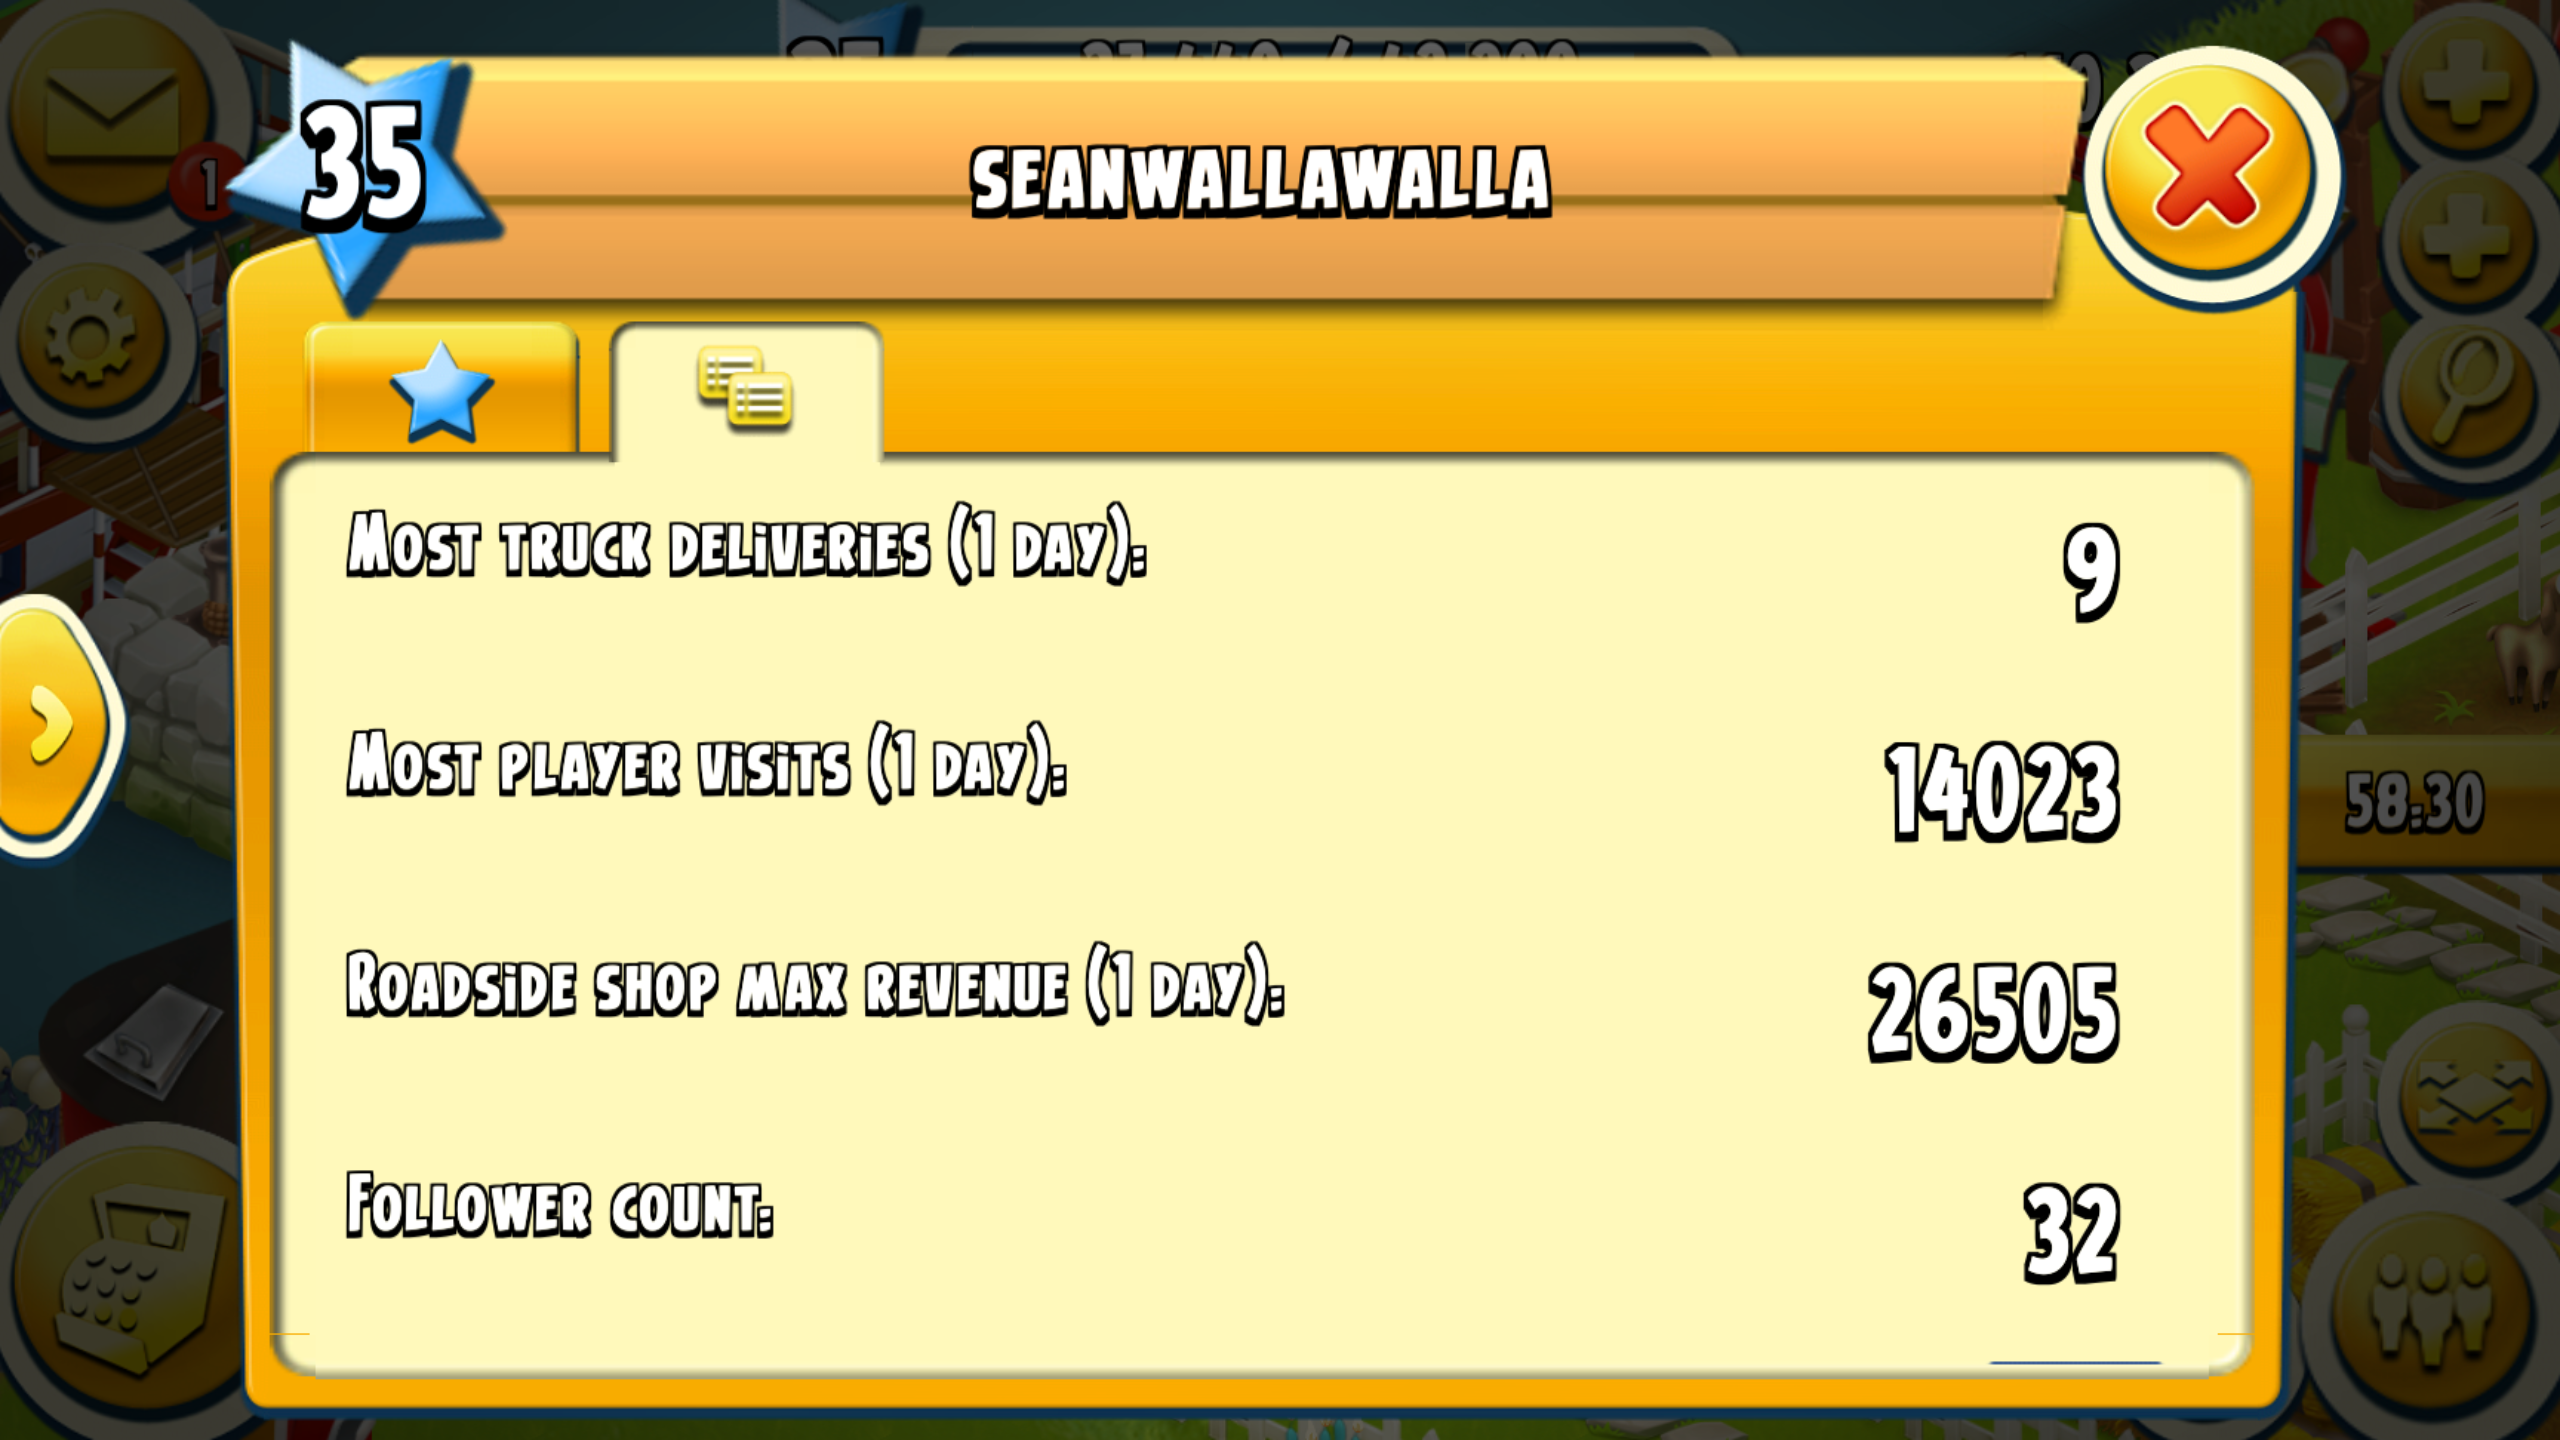 35
SEANWALLAWALLA
1
MOST TRUCK DELIVERIES (1 DAY):
9
MOST PLAYER VISITS (1 DAY):
14023
58:30
ROADSIDE SHOP MAX REVENUE (1 DAY):
26505
FOLLOWER COUNT:
32